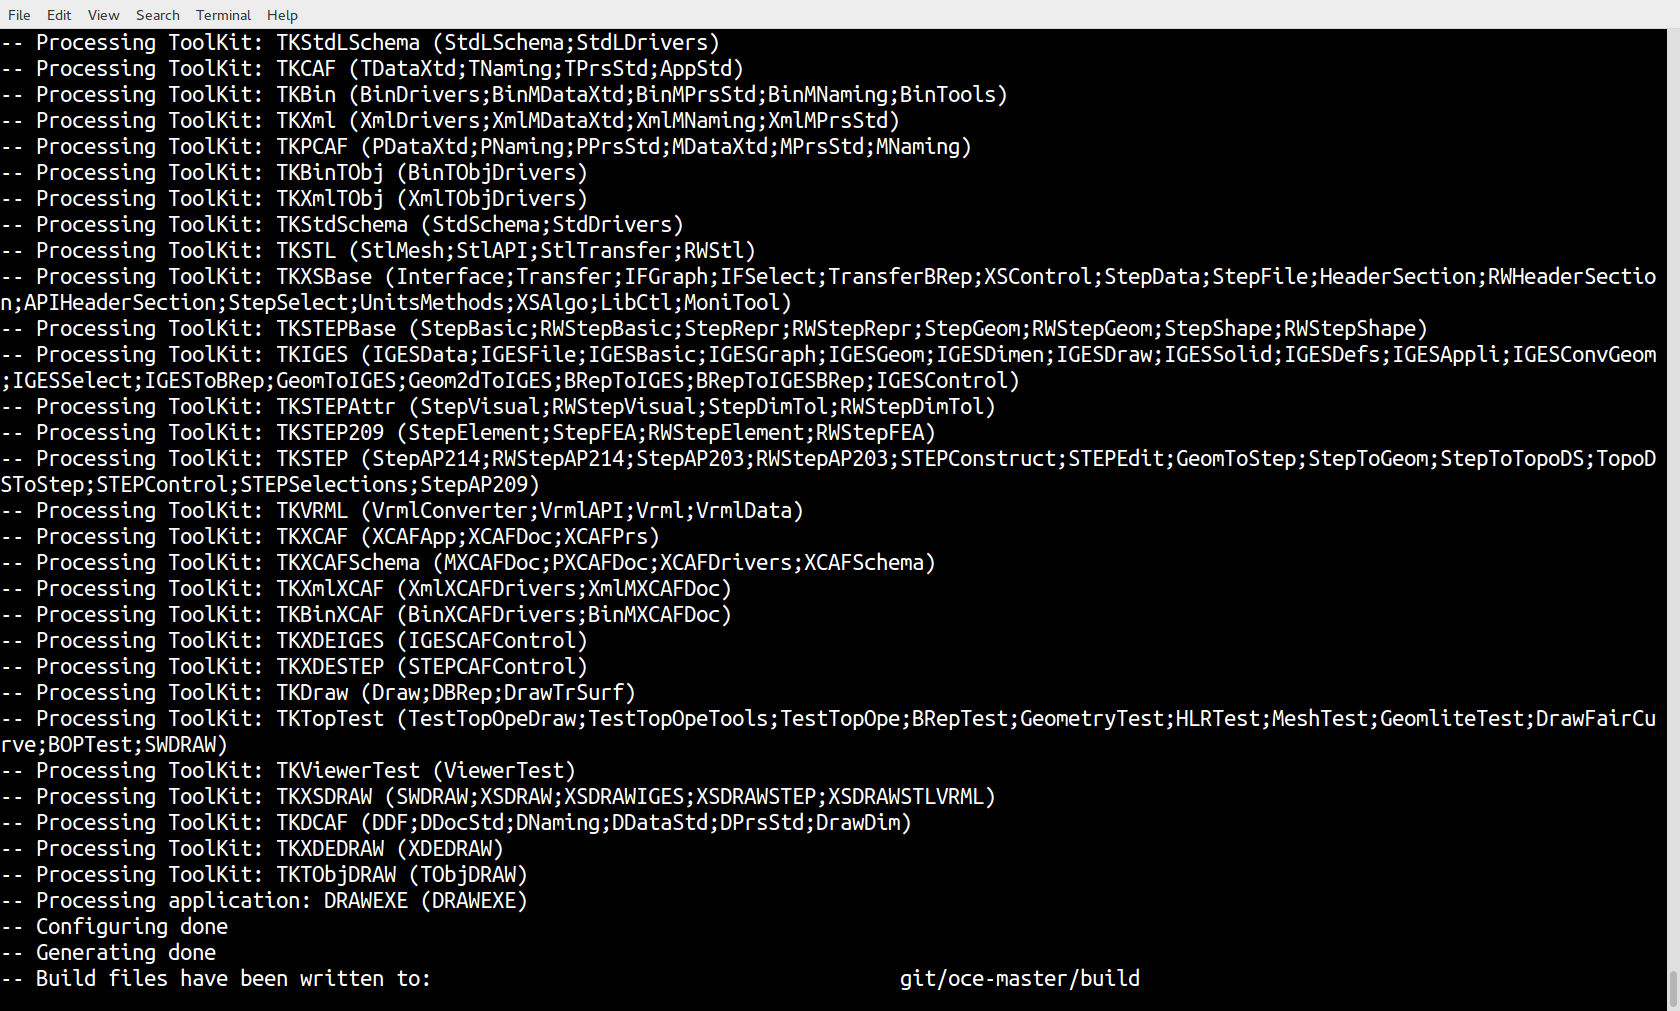 File Edit View Search Terminal Help
-- Processing ToolKit: TKStdLSchema (StdLSchema;StdLDrivers)
-- Processing ToolKit: TKCAF (TDataXtd;TNaming;TPrsStd;AppStd)
-- Processing ToolKit: TKBin (BinDrivers;BinMDataXtd;BinMPrsStd;BinMNaming;BinTools)
-- Processing ToolKit: TKXml (XmlDrivers;XmlMDataXtd;XmlMNaming;XmlMPrsStd)
-- Processing ToolKit: TKPCAF (PDataXtd;PNaming;PPrsStd;MDataXtd;MPrsStd;MNaming)
-- Processing ToolKit: TKBinTObj (BinTObjDrivers)
-- Processing ToolKit: TKXmlTObj (XmlTObjDrivers)
-- Processing ToolKit: TKStdSchema (StdSchema;StdDrivers)
-- Processing ToolKit: TKSTL (StlMesh;StlAPI;StlTransfer;RWStl)
-- Processing ToolKit: TKXSBase (Interface;Transfer;IFGraph;IFSelect;TransferBRep;XSControl;StepData;StepFile;HeaderSection;RWHeaderSectio
n;APIHeaderSection;StepSelect;UnitsMethods;XSAlgo;LibCtl;MoniTool)
-- Processing ToolKit: TKSTEPBase (StepBasic;RWStepBasic;StepRepr;RWStepRepr;StepGeom;RWStepGeom;StepShape;RWStepShape)
-- Processing ToolKit: TKIGES (IGESData;IGESFile;IGESBasic;IGESGraph;IGESGeom;IGESDimen;IGESDraw;IGESSolid;IGESDefs;IGESAppli;IGESConvGeom
;IGESSelect;IGESToBRep;GeomToIGES;Geom2dToIGES;BRepToIGES;BRepToIGESBRep;IGESControl)
-- Processing ToolKit: TKSTEPAttr (StepVisual;RWStepVisual;StepDimTol;RWStepDimTol)
-- Processing ToolKit: TKSTEP209 (StepElement;StepFEA;RWStepElement;RWStepFEA)
-- Processing ToolKit: TKSTEP (StepAP214;RWStepAP214;StepAP203;RWStepAP203;STEPConstruct;STEPEdit;GeomToStep;StepToGeom;StepToTopoDS;TopoD
SToStep;STEPControl;STEPSelections;StepAP209)
-- Processing ToolKit: TKVRML (VrmlConverter;VrmlAPI;Vrml;VrmlData)
-- Processing ToolKit: TKXCAF (XCAFApp;XCAFDoc;XCAFPrs)
-- Processing ToolKit: TKXCAFSchema (MXCAFDoc;PXCAFDoc;XCAFDrivers;XCAFSchema)
-- Processing ToolKit: TKXmlXCAF (XmlXCAFDrivers;XmlMXCAFDoc)
-- Processing ToolKit: TKBinXCAF (BinXCAFDrivers;BinMXCAFDoc)
-- Processing ToolKit: TKXDEIGES (IGESCAFControl)
-- Processing ToolKit: TKXDESTEP (STEPCAFControl)
-- Processing ToolKit: TKDraw (Draw;DBRep;DrawTrSurf)
-- Processing ToolKit: TKTopTest (TestTopOpeDraw;TestTopOpeTools;TestTopOpe;BRepTest;GeometryTest;HLRTest;MeshTest;GeomliteTest;DrawFairCu
rve;BOPTest;SWDRAW)
-- Processing ToolKit: TKViewerTest (ViewerTest)
-- Processing ToolKit: TKXSDRAW (SWDRAW;XSDRAW;XSDRAWIGES;XSDRAWSTEP;XSDRAWSTLVRML)
-- Processing ToolKit: TKDCAF (DDF;DDocStd;DNaming;DDataStd;DPrsStd;DrawDim)
-- Processing ToolKit: TKXDEDRAW (XDEDRAW)
-- Processing ToolKit: TKTObjDRAW (TObjDRAW)
-- Processing application: DRAWEXE (DRAWEXE)
-- Configuring done
-- Generating done
-- Build files have been written to: git/oce-master/build